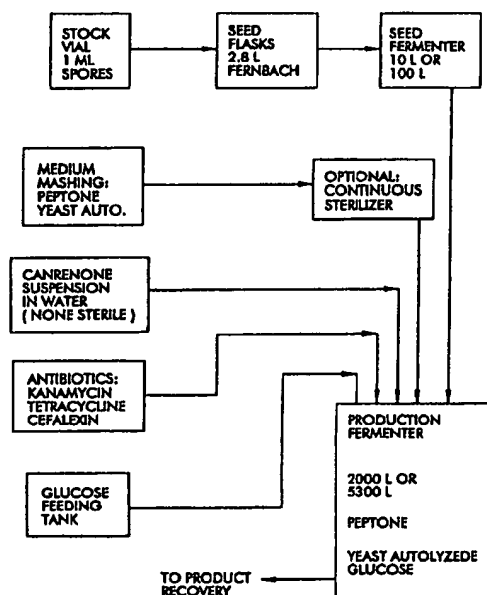 STOCK
VIAL
1 ML
SPORES
SEED
FLASKS
2.8 L
FERNBACH
SEED
FERMENTER
10 L OR
100 L
MEDIUM
MASHING:
PEPTONE
YEAST AUTO.
OPTIONAL:
CONTINUOUS
STERILIZER
CANRENONE
SUSPENSION
IN WATER
( NONE STERILE )
ANTIBIOTICS:
KANAMYCIN
TETRACYCLINE
CEFALEXIN
GLUCOSE
FEEDING
TANK
PRODUCTION
FERMENTER
2000 L OR
5300 L
PEPTONE
YEAST AUTOLYZEDE
GLUCOSE
TO PRODUCT
RECOVERY